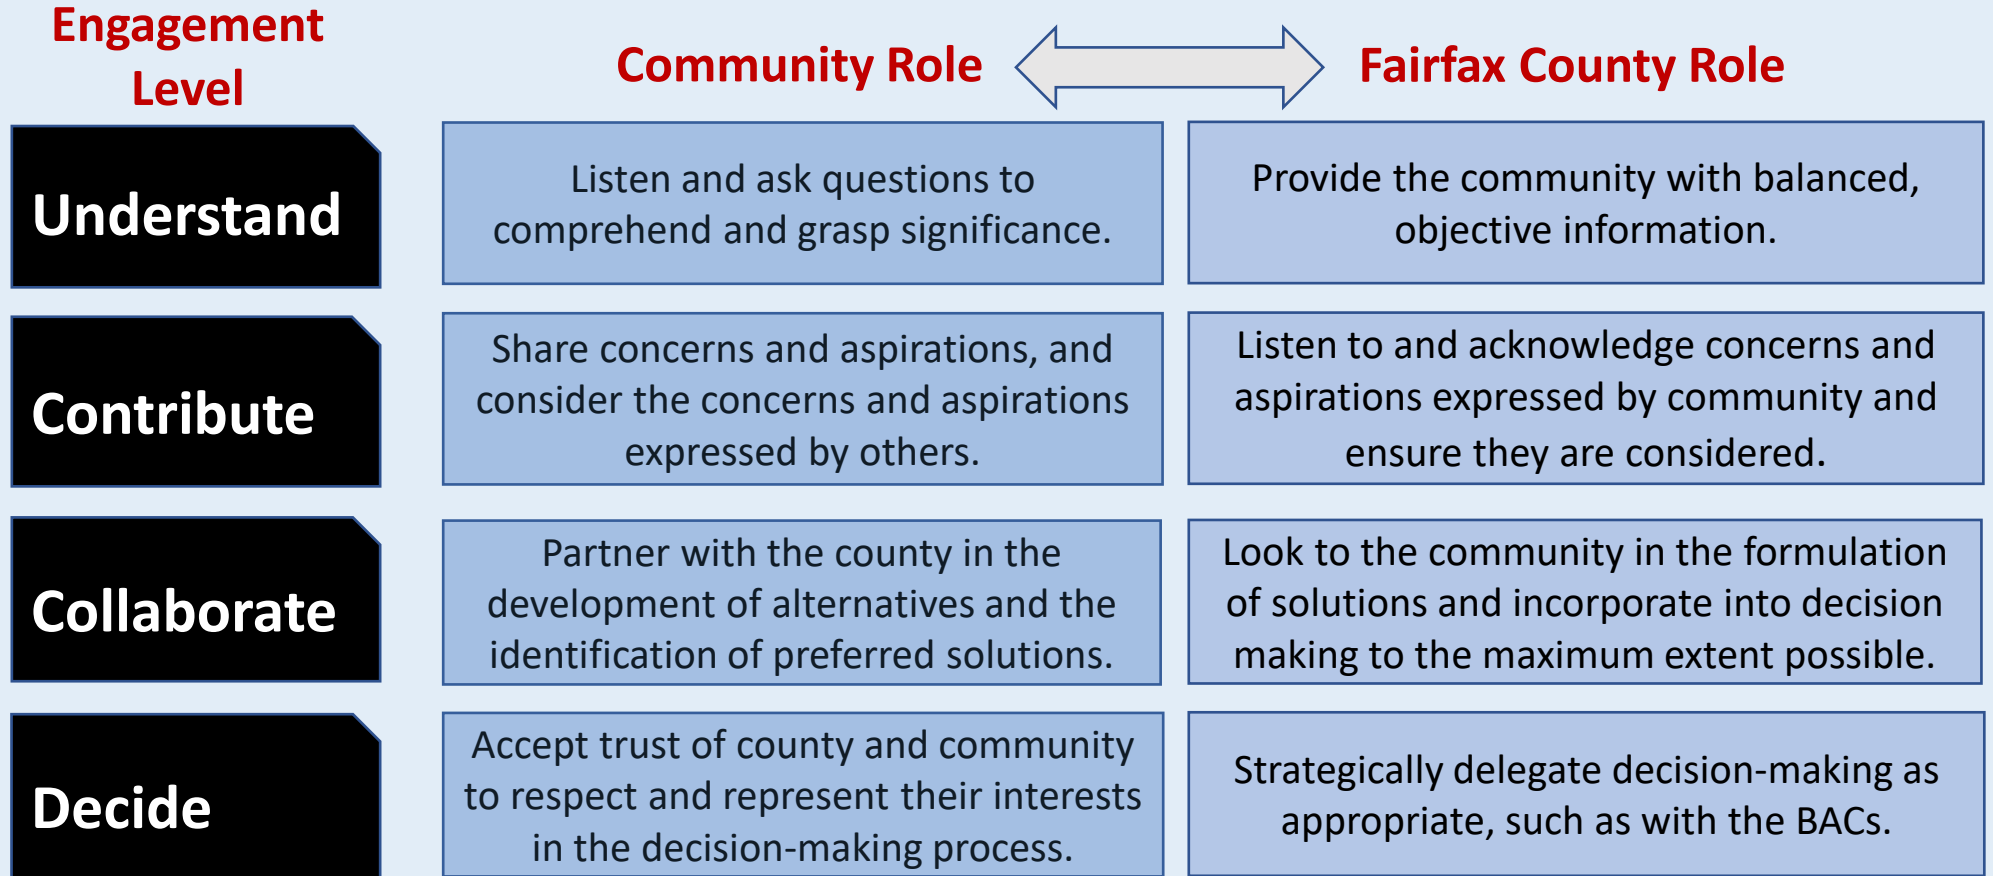 Engagement
Level
Community Role
Fairfax County Role
Understand
Listen and ask questions to
comprehend and grasp significance.
Provide the community with balanced,
objective information.
Contribute
Share concerns and aspirations, and
consider the concerns and aspirations
expressed by others.
Listen to and acknowledge concerns and
aspirations expressed by community and
ensure they are considered.
Collaborate
Partner with the county in the
development of alternatives and the
identification of preferred solutions.
Look to the community in the formulation
of solutions and incorporate into decision
making to the maximum extent possible.
Decide
Accept trust of county and community
to respect and represent their interests
in the decision-making process.
Strategically delegate decision-making as
appropriate, such as with the BACs.